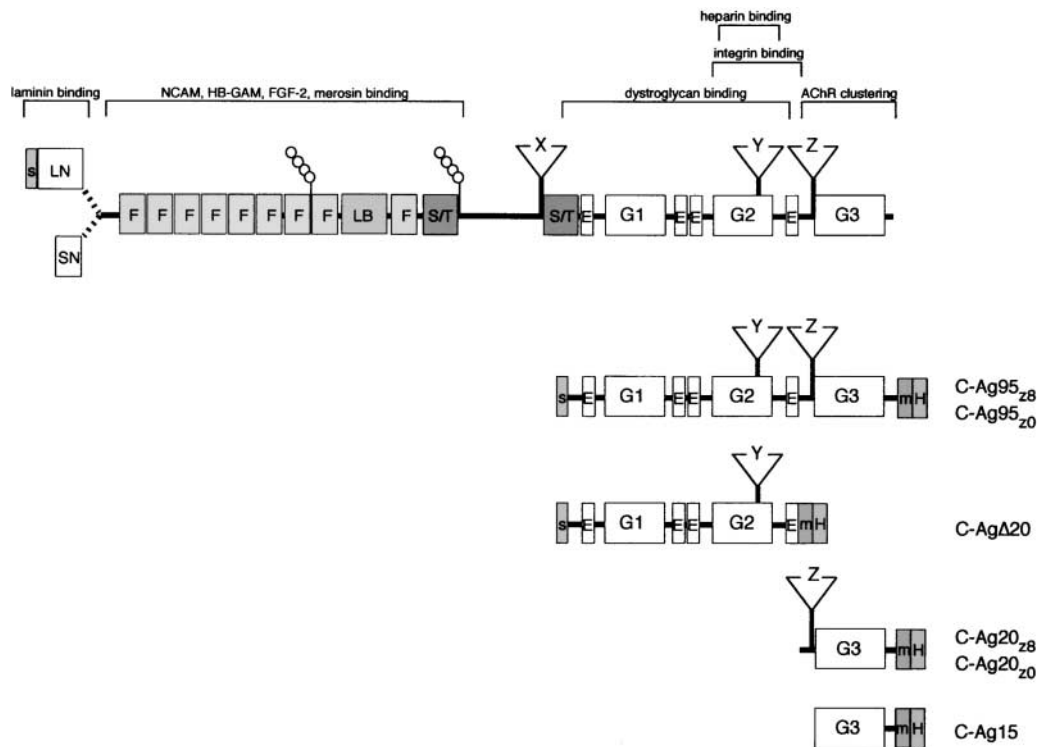 heparin binding
integrin binding
laminin binding NCAM, HB-GAM, FGF-2, merosin binding dystroglycan binding AChR clustering
X Y Z
s LN
F F F F F F F F LB F S/T S/T E G1 E E G2 E G3
SN
Y Z
s E G1 E E G2 E G3 m H
C-Ag95z8
C-Ag95z0
Y
s E G1 E E G2 E m H C-AgΔ20
Z
G3 m H
C-Ag20z8
C-Ag20z0
G3 m H C-Ag15